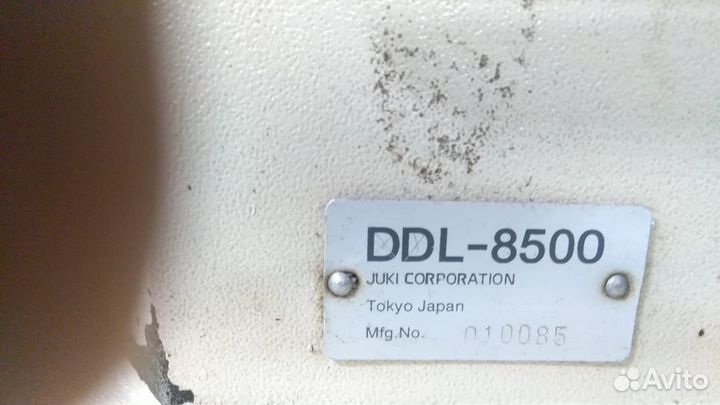 DDL-8500
JUKI CORPORATION
Tokyo Japan
Mfg.No. 010085
Avito